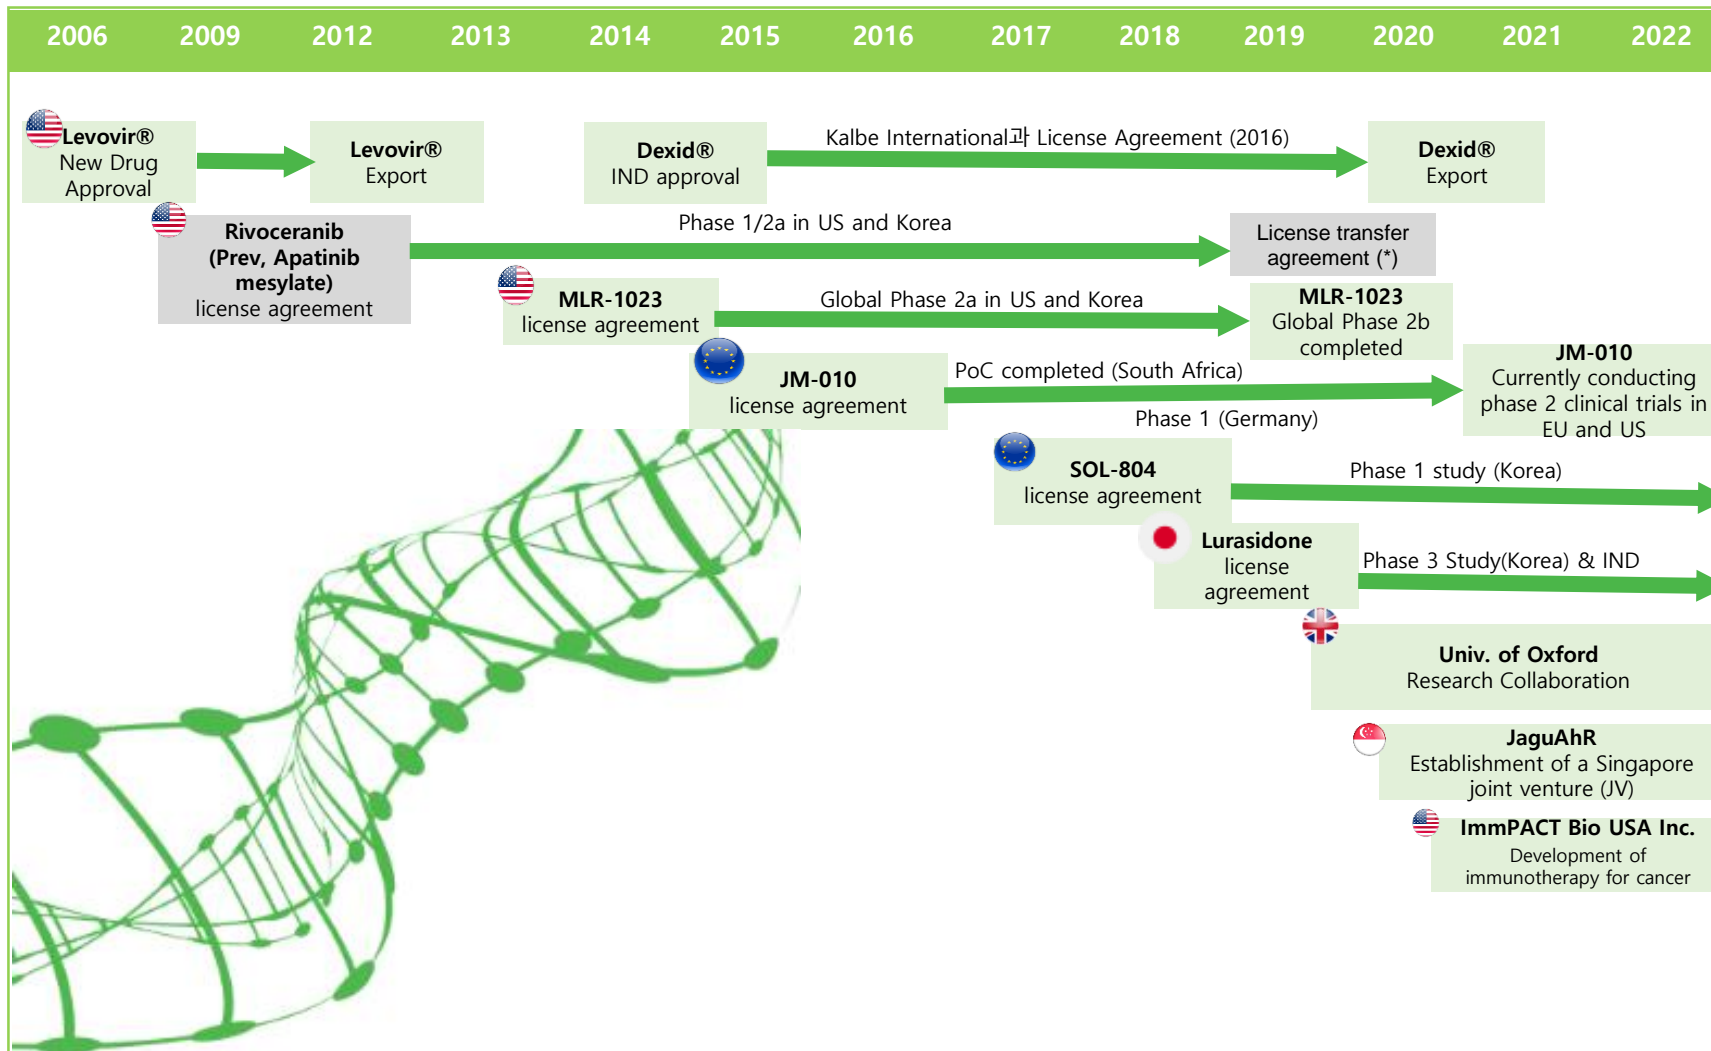 2006 2009 2012 2013 2014 2015 2016 2017 2018 2019 2020 2021 2022
Levovir®
New Drug
Approval
Levovir®
Export
Dexid®
IND approval
Kalbe International과 License Agreement (2016)
Dexid®
Export
Rivoceranib
(Prev, Apatinib
mesylate)
license agreement
Phase 1/2a in US and Korea
License transfer
agreement (*)
MLR-1023
license agreement
Global Phase 2a in US and Korea
MLR-1023
Global Phase 2b
completed
JM-010
license agreement
PoC completed (South Africa)
Phase 1 (Germany)
JM-010
Currently conducting
phase 2 clinical trials in
EU and US
SOL-804
license agreement
Phase 1 study (Korea)
Lurasidone
license
agreement
Phase 3 Study(Korea) & IND
Univ. of Oxford
Research Collaboration
JaguAhR
Establishment of a Singapore
joint venture (JV)
ImmPACT Bio USA Inc.
Development of
immunotherapy for cancer